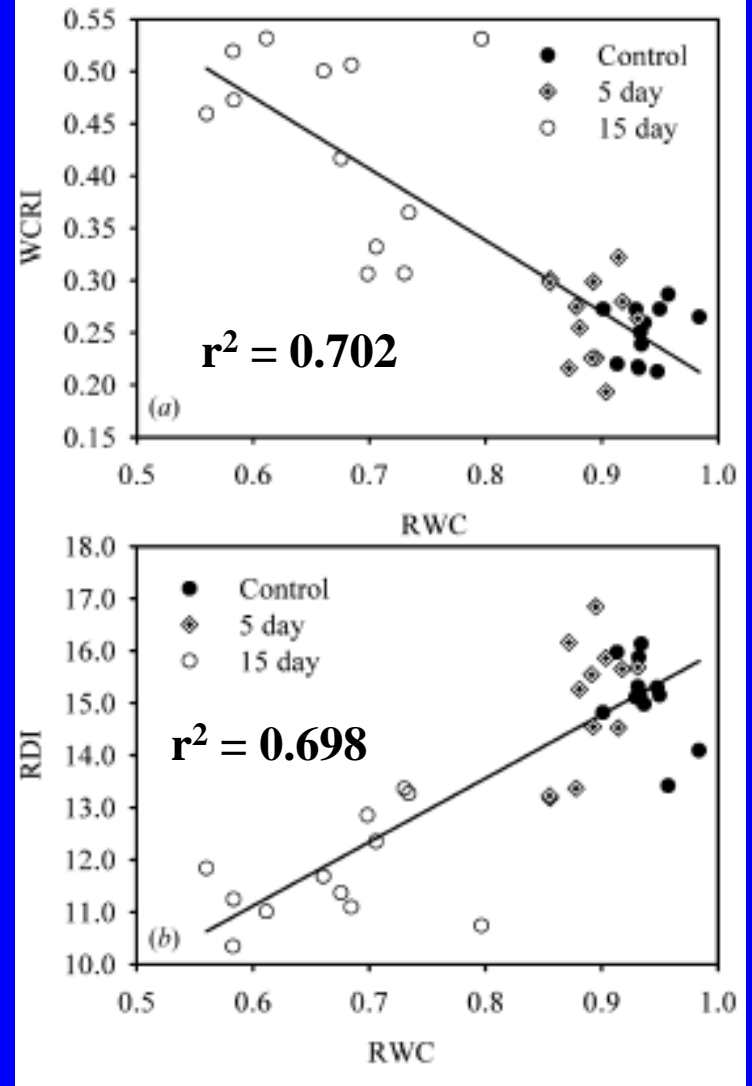 WCRI
0.55
0.50
0.45
0.40
0.35
0.30
0.25
0.20
0.15
Control
5 day
15 day
r² = 0.702
(a)
0.5 0.6 0.7 0.8 0.9 1.0
RWC
RDI
18.0
17.0
16.0
15.0
14.0
13.0
12.0
11.0
10.0
Control
5 day
15 day
r² = 0.698
(b)
0.5 0.6 0.7 0.8 0.9 1.0
RWC